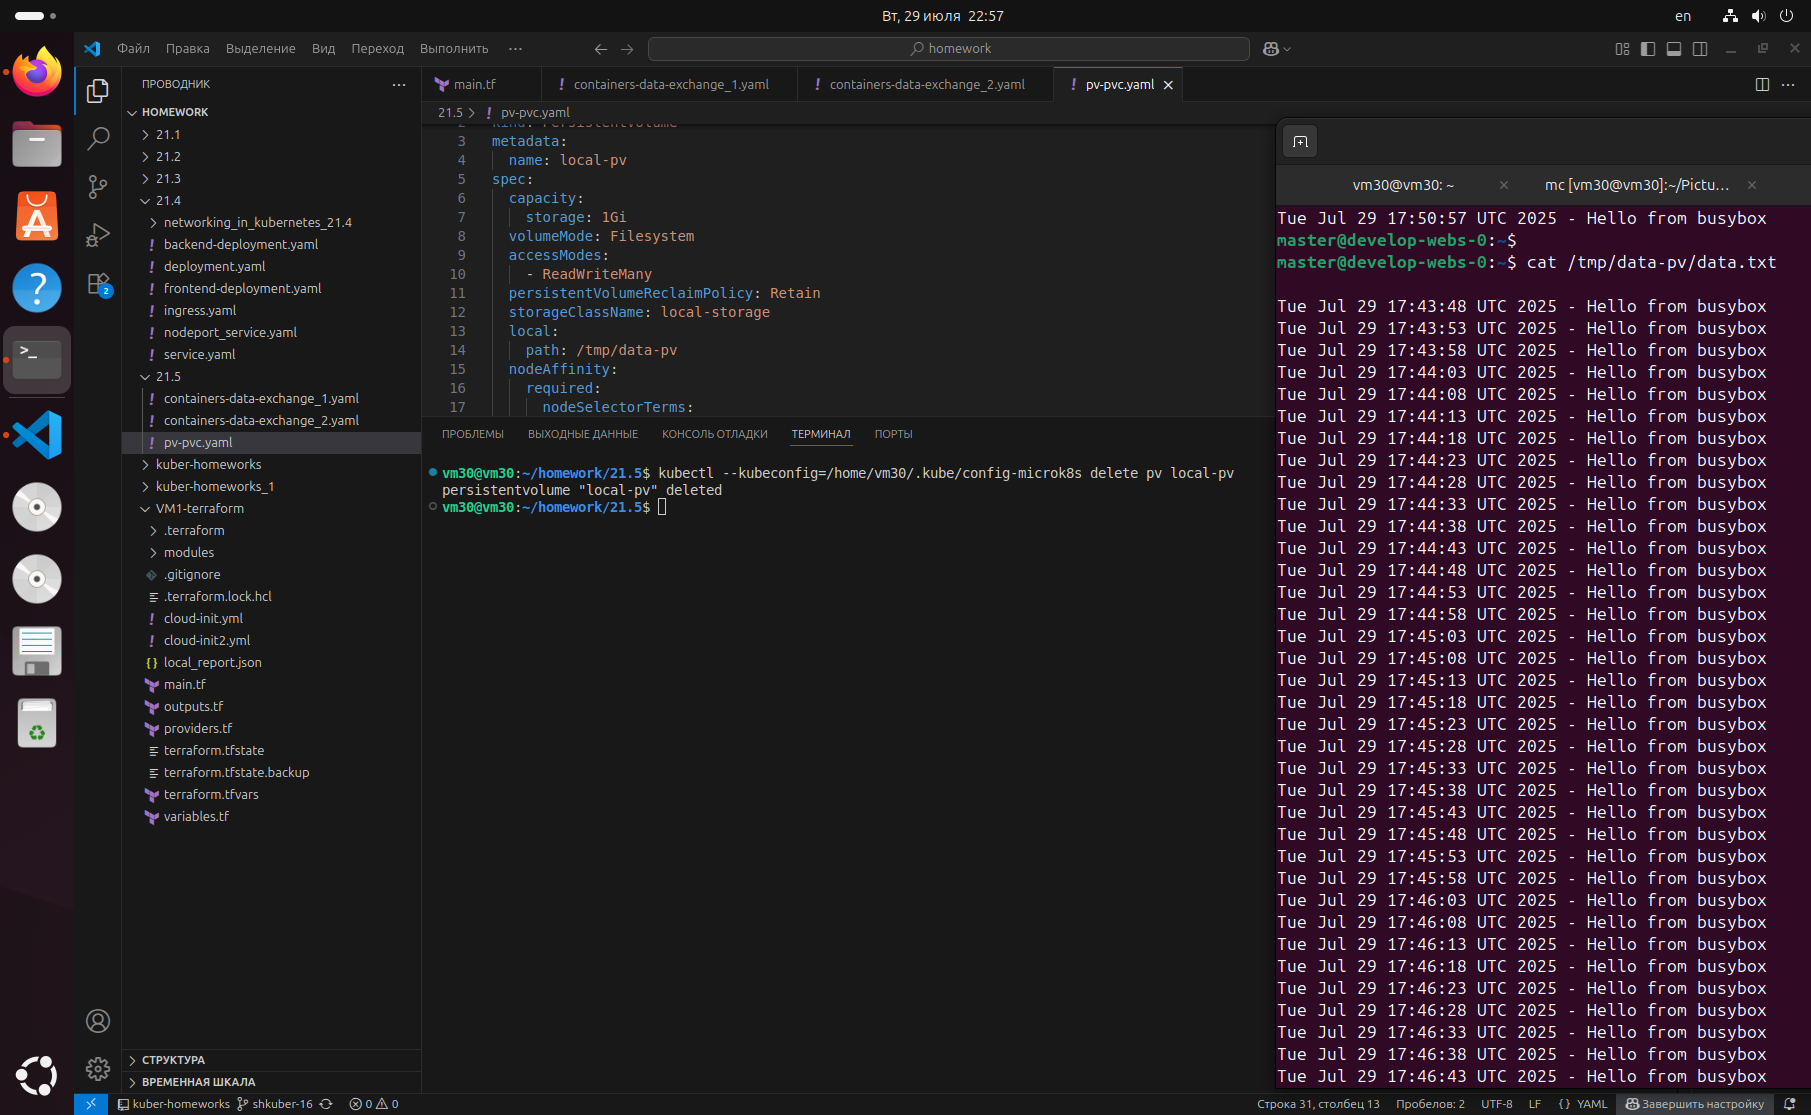 Вт, 29 июля 22:57
en
Файл Правка Выделение Вид Переход Выполнить ···
homework
ПРОВОДНИК
HOMEWORK
21.1
21.2
21.3
21.4
networking_in_kubernetes_21.4
backend-deployment.yaml
deployment.yaml
frontend-deployment.yaml
ingress.yaml
nodeport_service.yaml
service.yaml
21.5
containers-data-exchange_1.yaml
containers-data-exchange_2.yaml
pv-pvc.yaml
kuber-homeworks
kuber-homeworks_1
VM1-terraform
.terraform
modules
.gitignore
.terraform.lock.hcl
cloud-init.yml
cloud-init2.yml
local_report.json
main.tf
outputs.tf
providers.tf
terraform.tfstate
terraform.tfstate.backup
terraform.tfvars
variables.tf
СТРУКТУРА
ВРЕМЕННАЯ ШКАЛА
2
main.tf ! containers-data-exchange_1.yaml ! containers-data-exchange_2.yaml ! pv-pvc.yaml
21.5 > ! pv-pvc.yaml
2 kind: PersistentVolume
3 metadata:
4 name: local-pv
5 spec:
6 capacity:
7 storage: 1Gi
8 volumeMode: Filesystem
9 accessModes:
10 - ReadWriteMany
11 persistentVolumeReclaimPolicy: Retain
12 storageClassName: local-storage
13 local:
14 path: /tmp/data-pv
15 nodeAffinity:
16 required:
17 nodeSelectorTerms:
ПРОБЛЕМЫ ВЫХОДНЫЕ ДАННЫЕ КОНСОЛЬ ОТЛАДКИ ТЕРМИНАЛ ПОРТЫ
vm30@vm30:~/homework/21.5$ kubectl --kubeconfig=/home/vm30/.kube/config-microk8s delete pv local-pv
persistentvolume "local-pv" deleted
vm30@vm30:~/homework/21.5$
vm30@vm30: ~ mc [vm30@vm30]:~/Pictu...
Tue Jul 29 17:50:57 UTC 2025 - Hello from busybox
master@develop-webs-0:~$
master@develop-webs-0:~$ cat /tmp/data-pv/data.txt
Tue Jul 29 17:43:48 UTC 2025 - Hello from busybox
Tue Jul 29 17:43:53 UTC 2025 - Hello from busybox
Tue Jul 29 17:43:58 UTC 2025 - Hello from busybox
Tue Jul 29 17:44:03 UTC 2025 - Hello from busybox
Tue Jul 29 17:44:08 UTC 2025 - Hello from busybox
Tue Jul 29 17:44:13 UTC 2025 - Hello from busybox
Tue Jul 29 17:44:18 UTC 2025 - Hello from busybox
Tue Jul 29 17:44:23 UTC 2025 - Hello from busybox
Tue Jul 29 17:44:28 UTC 2025 - Hello from busybox
Tue Jul 29 17:44:33 UTC 2025 - Hello from busybox
Tue Jul 29 17:44:38 UTC 2025 - Hello from busybox
Tue Jul 29 17:44:43 UTC 2025 - Hello from busybox
Tue Jul 29 17:44:48 UTC 2025 - Hello from busybox
Tue Jul 29 17:44:53 UTC 2025 - Hello from busybox
Tue Jul 29 17:44:58 UTC 2025 - Hello from busybox
Tue Jul 29 17:45:03 UTC 2025 - Hello from busybox
Tue Jul 29 17:45:08 UTC 2025 - Hello from busybox
Tue Jul 29 17:45:13 UTC 2025 - Hello from busybox
Tue Jul 29 17:45:18 UTC 2025 - Hello from busybox
Tue Jul 29 17:45:23 UTC 2025 - Hello from busybox
Tue Jul 29 17:45:28 UTC 2025 - Hello from busybox
Tue Jul 29 17:45:33 UTC 2025 - Hello from busybox
Tue Jul 29 17:45:38 UTC 2025 - Hello from busybox
Tue Jul 29 17:45:43 UTC 2025 - Hello from busybox
Tue Jul 29 17:45:48 UTC 2025 - Hello from busybox
Tue Jul 29 17:45:53 UTC 2025 - Hello from busybox
Tue Jul 29 17:45:58 UTC 2025 - Hello from busybox
Tue Jul 29 17:46:03 UTC 2025 - Hello from busybox
Tue Jul 29 17:46:08 UTC 2025 - Hello from busybox
Tue Jul 29 17:46:13 UTC 2025 - Hello from busybox
Tue Jul 29 17:46:18 UTC 2025 - Hello from busybox
Tue Jul 29 17:46:23 UTC 2025 - Hello from busybox
Tue Jul 29 17:46:28 UTC 2025 - Hello from busybox
Tue Jul 29 17:46:33 UTC 2025 - Hello from busybox
Tue Jul 29 17:46:38 UTC 2025 - Hello from busybox
Tue Jul 29 17:46:43 UTC 2025 - Hello from busybox
kuber-homeworks shkuber-16 0 0 Строка 31, столбец 13 Пробелов: 2 UTF-8 LF {} YAML Завершить настройку